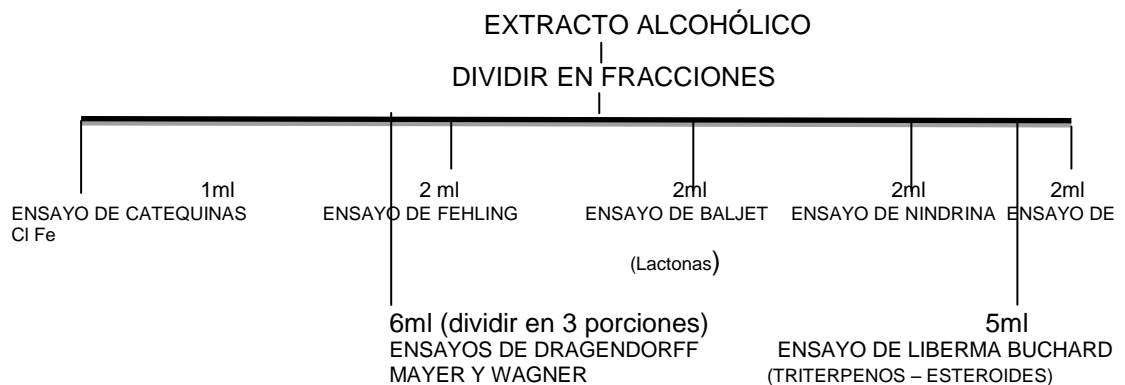 EXTRACTO ALCOHÓLICO
DIVIDIR EN FRACCIONES
1ml 2 ml 2ml 2ml 2ml
ENSAYO DE CATEQUINAS ENSAYO DE FEHLING ENSAYO DE BALJET ENSAYO DE NINDRINA ENSAYO DE
Cl Fe
(Lactonas)
6ml (dividir en 3 porciones) 5ml
ENSAYOS DE DRAGENDORFF ENSAYO DE LIBERMA BUCHARD
MAYER Y WAGNER (TRITERPENOS – ESTEROIDES)